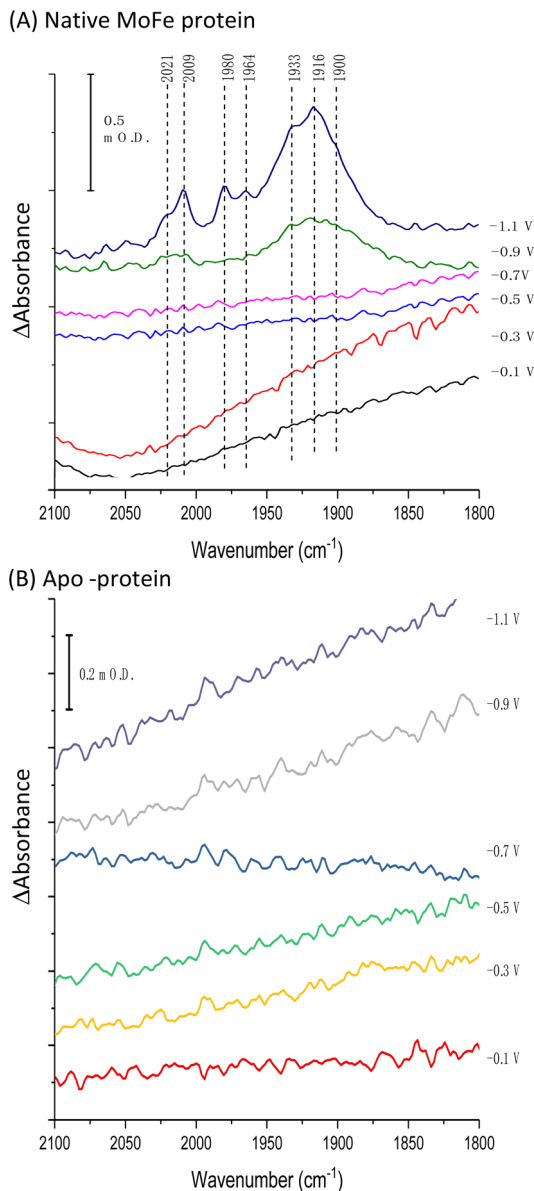 (A) Native MoFe protein
2021
2009
1980
1964
1933
1916
1900
0.5
m O.D.
ΔAbsorbance
-1.1 V
-0.9 V
-0.7V
-0.5 V
-0.3 V
-0.1 V
2100 2050 2000 1950 1900 1850 1800
Wavenumber (cm⁻¹)
(B) Apo -protein
0.2 m O.D.
ΔAbsorbance
-1.1 V
-0.9 V
-0.7 V
-0.5 V
-0.3 V
-0.1 V
2100 2050 2000 1950 1900 1850 1800
Wavenumber (cm⁻¹)